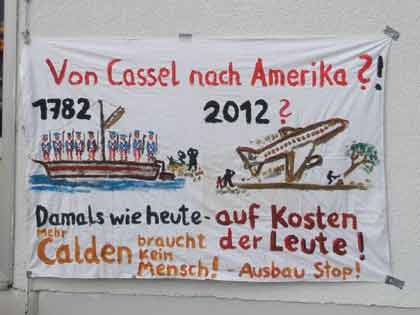 Von Cassel nach Amerika?!
1782 2012?
Damals wie heute - auf Kosten
der Leute!
Mehr
Calden braucht
kein
Mensch! - Ausbau Stop!